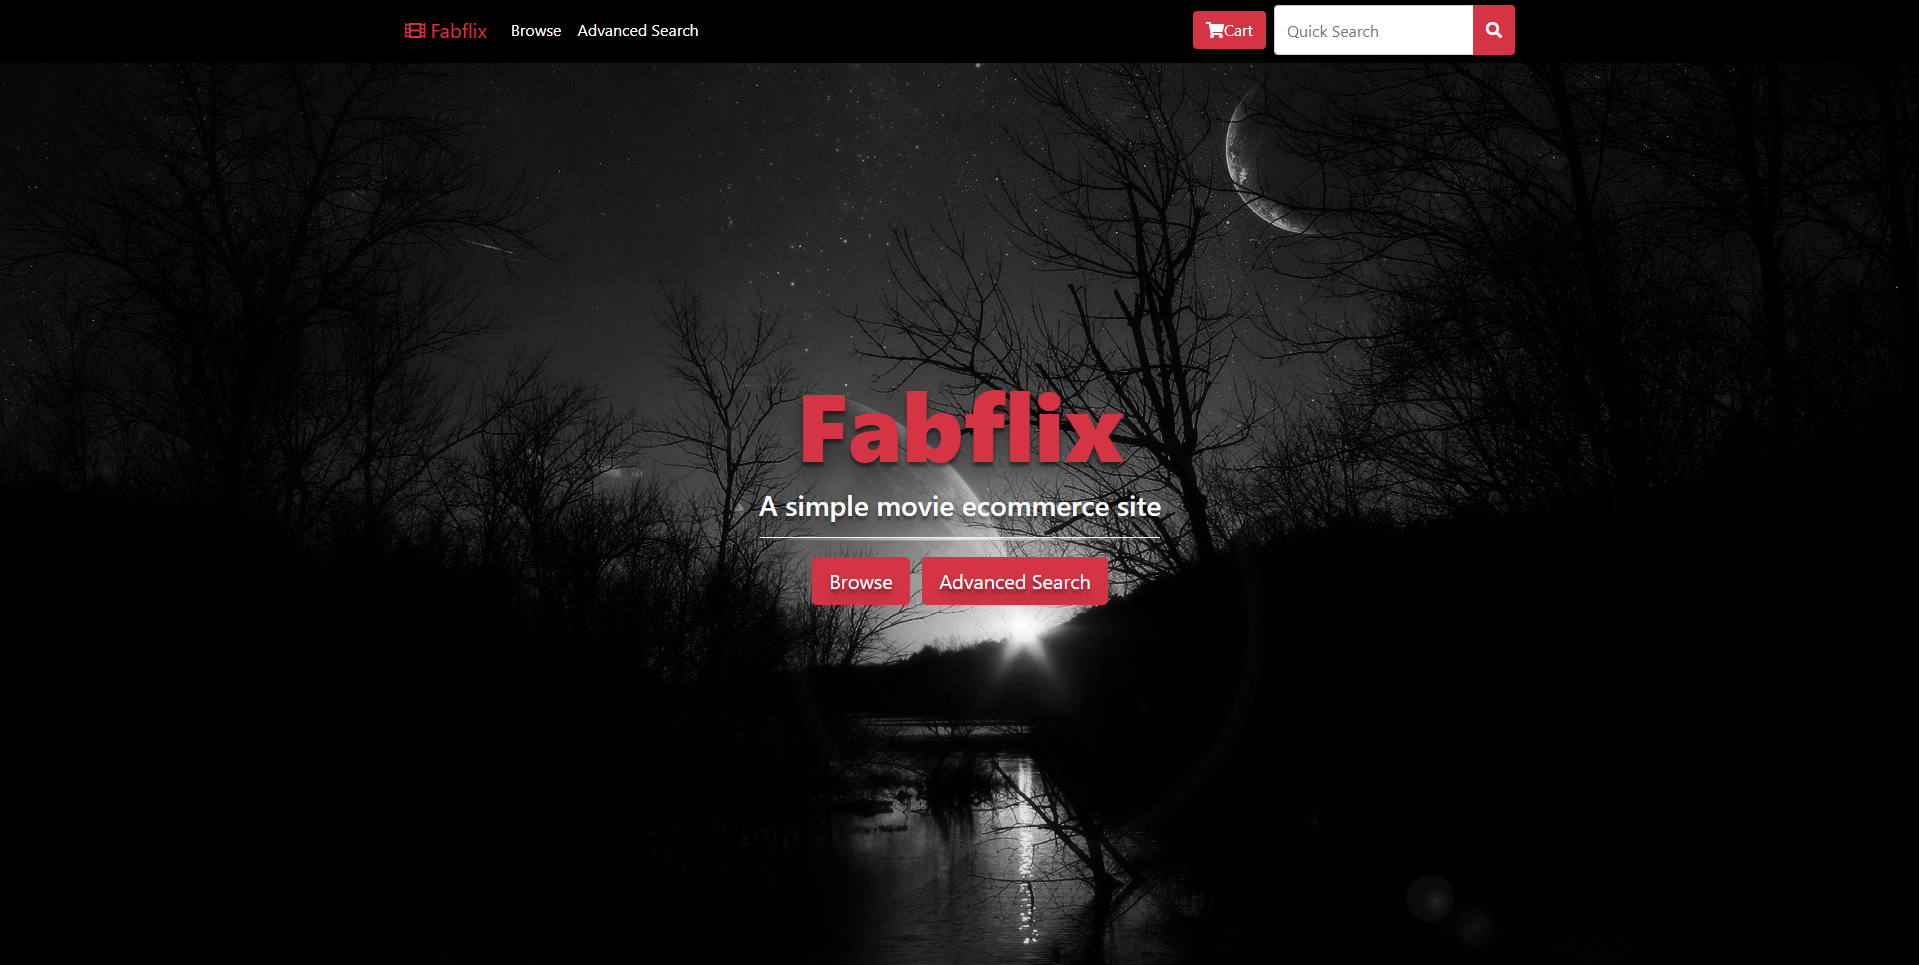 Fabflix Browse Advanced Search Cart Quick Search
Fabflix
A simple movie ecommerce site
Browse Advanced Search